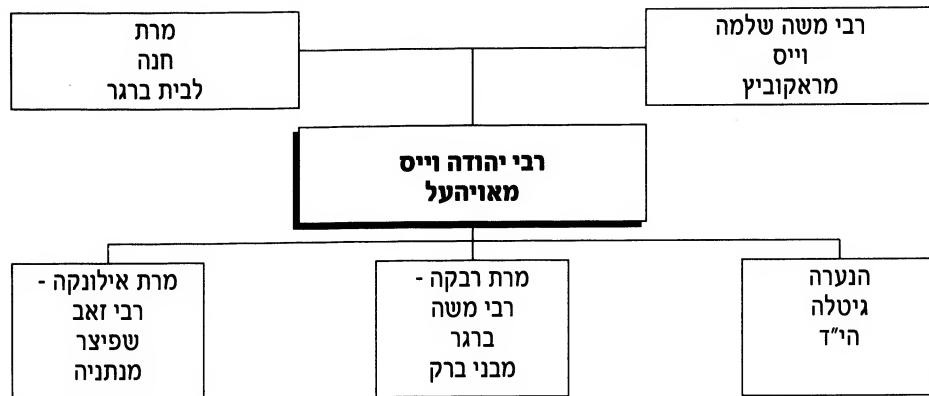 רבי משה שלמה
וייס
מראקוביץ
מרת
חנה
לבית ברגר
רבי יהודה וייס
מאויהעל
הנערה
גיטלה
הי״ד
מרת רבקה -
רבי משה
ברגר
מבני ברק
מרת אילונקה -
רבי זאב
שפיצר
מנתניה